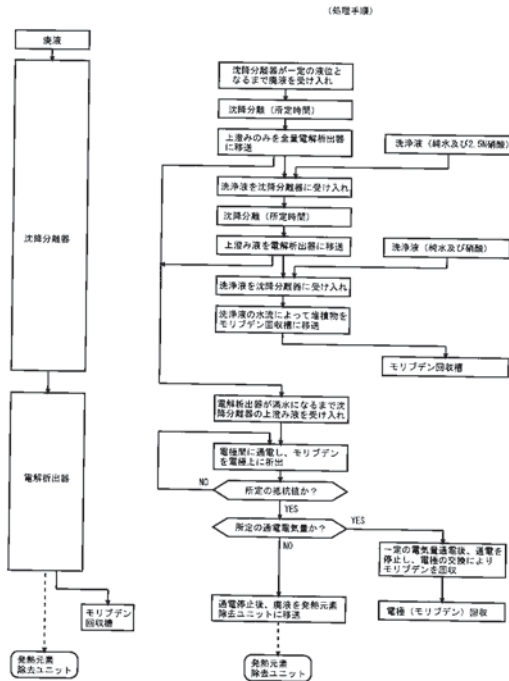 (処理手順)
廃液
沈降分離器が一定の液位と
なるまで廃液を受け入れ
沈降分離(所定時間)
上澄みのみを全量電解析出器
に移送
洗浄液(純水及び2.5N硝酸)
洗浄液を沈降分離器に受け入れ
沈降分離(所定時間)
沈降分離器
上澄み液を電解析出器に移送
洗浄液(純水及び硝酸)
洗浄液を沈降分離器に受け入れ
洗浄液の水流によって堆積物を
モリブデン回収槽に移送
モリブデン回収槽
電解析出器が満水になるまで沈
降分離器の上澄み液を受け入れ
電極間に通電し、モリブデン
を電極上に析出
電解析出器
NO
所定の抵抗値か?
YES
所定の通電電気量か?
YES
NO
一定の電気量通電後、通電を
停止し、電極の交換により
モリブデンを回収
モリブデン
回収槽
通電停止後、廃液を発熱元素
除去ユニットに移送
電極(モリブデン)回収
発熱元素
除去ユニット
発熱元素
除去ユニット